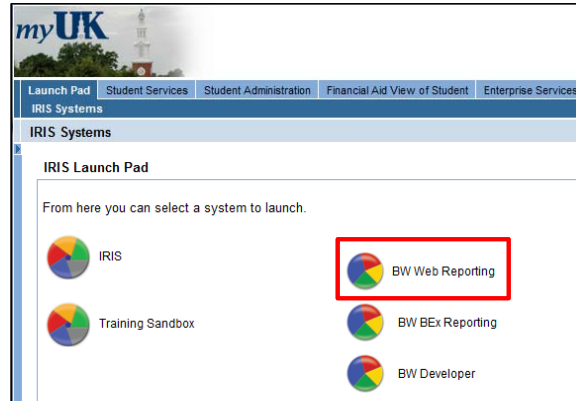 myUK
Launch Pad Student Services Student Administration Financial Aid View of Student Enterprise Services
IRIS Systems
IRIS Systems
IRIS Launch Pad
From here you can select a system to launch.
IRIS BW Web Reporting
Training Sandbox BW BEx Reporting
BW Developer